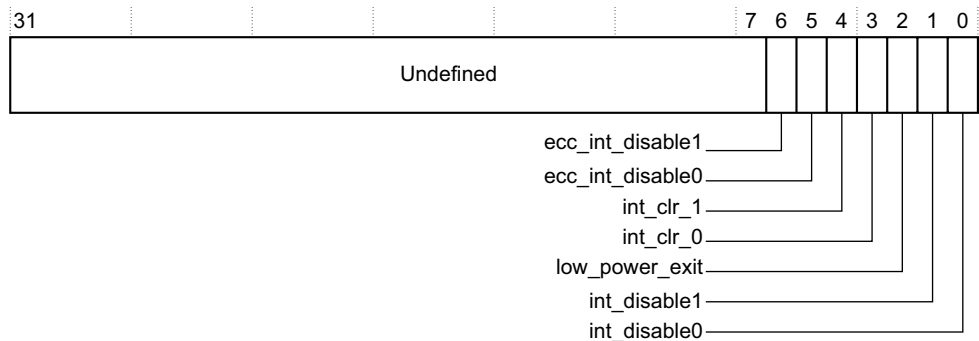 31 7 6 5 4 3 2 1 0
Undefined
ecc_int_disable1
ecc_int_disable0
int_clr_1
int_clr_0
low_power_exit
int_disable1
int_disable0